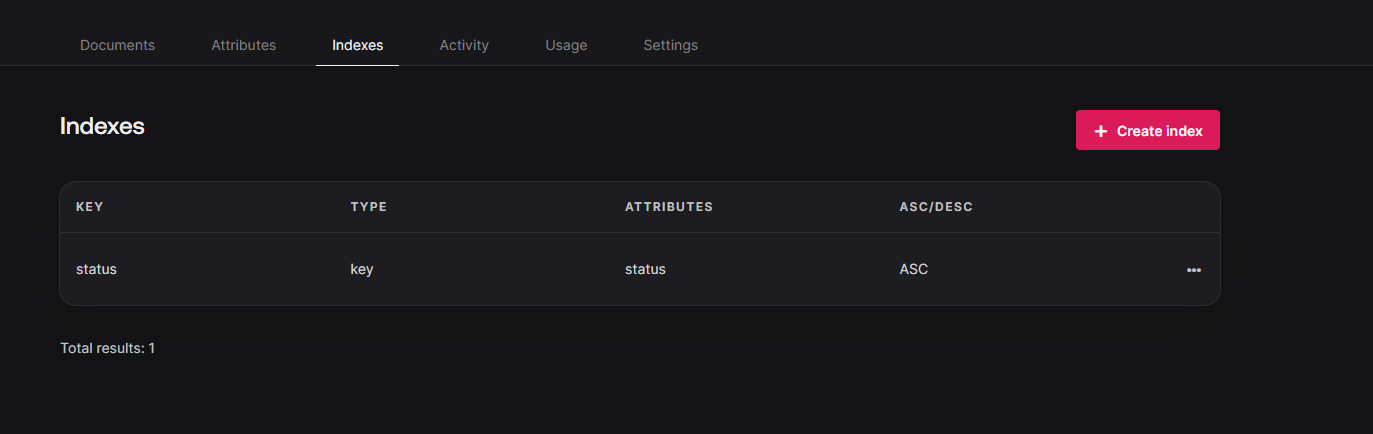 Documents Attributes Indexes Activity Usage Settings
Indexes
+ Create index
KEY TYPE ATTRIBUTES ASC/DESC
status key status ASC
Total results: 1